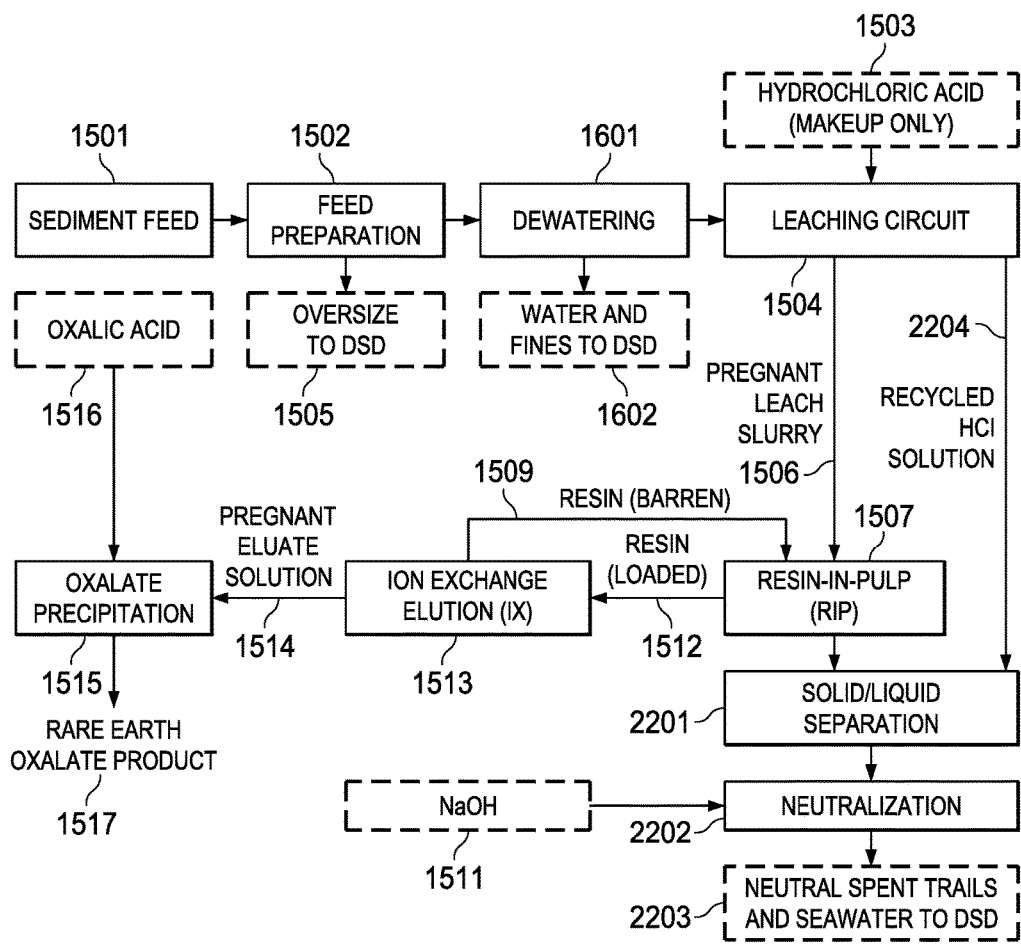 1503
HYDROCHLORIC ACID
(MAKEUP ONLY)
1501
1502
1601
SEDIMENT FEED
FEED
PREPARATION
DEWATERING
LEACHING CIRCUIT
1504
2204
OXALIC ACID
OVERSIZE
TO DSD
WATER AND
FINES TO DSD
1516
1505
1602
PREGNANT
LEACH
SLURRY
1506
RECYCLED
HCl
SOLUTION
1509
RESIN (BARREN)
1507
PREGNANT
ELUATE
SOLUTION
RESIN
(LOADED)
OXALATE
PRECIPITATION
ION EXCHANGE
ELUTION (IX)
RESIN-IN-PULP
(RIP)
1515
1514
1513
1512
RARE EARTH
OXALATE PRODUCT
1517
2201
SOLID/LIQUID
SEPARATION
NaOH
1511
NEUTRALIZATION
2202
NEUTRAL SPENT TRAILS
AND SEAWATER TO DSD
2203